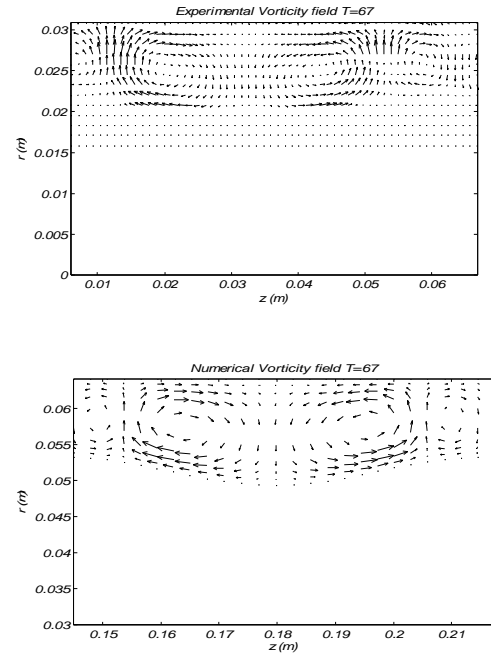 Experimental Vorticity field T=67
0.03
0.025
0.02
0.015
0.01
0.005
0
r (m)
0.01 0.02 0.03 0.04 0.05 0.06
z (m)
Numerical Vorticity field T=67
0.06
0.055
0.05
0.045
0.04
0.035
0.03
r (m)
0.15 0.16 0.17 0.18 0.19 0.2 0.21
z (m)